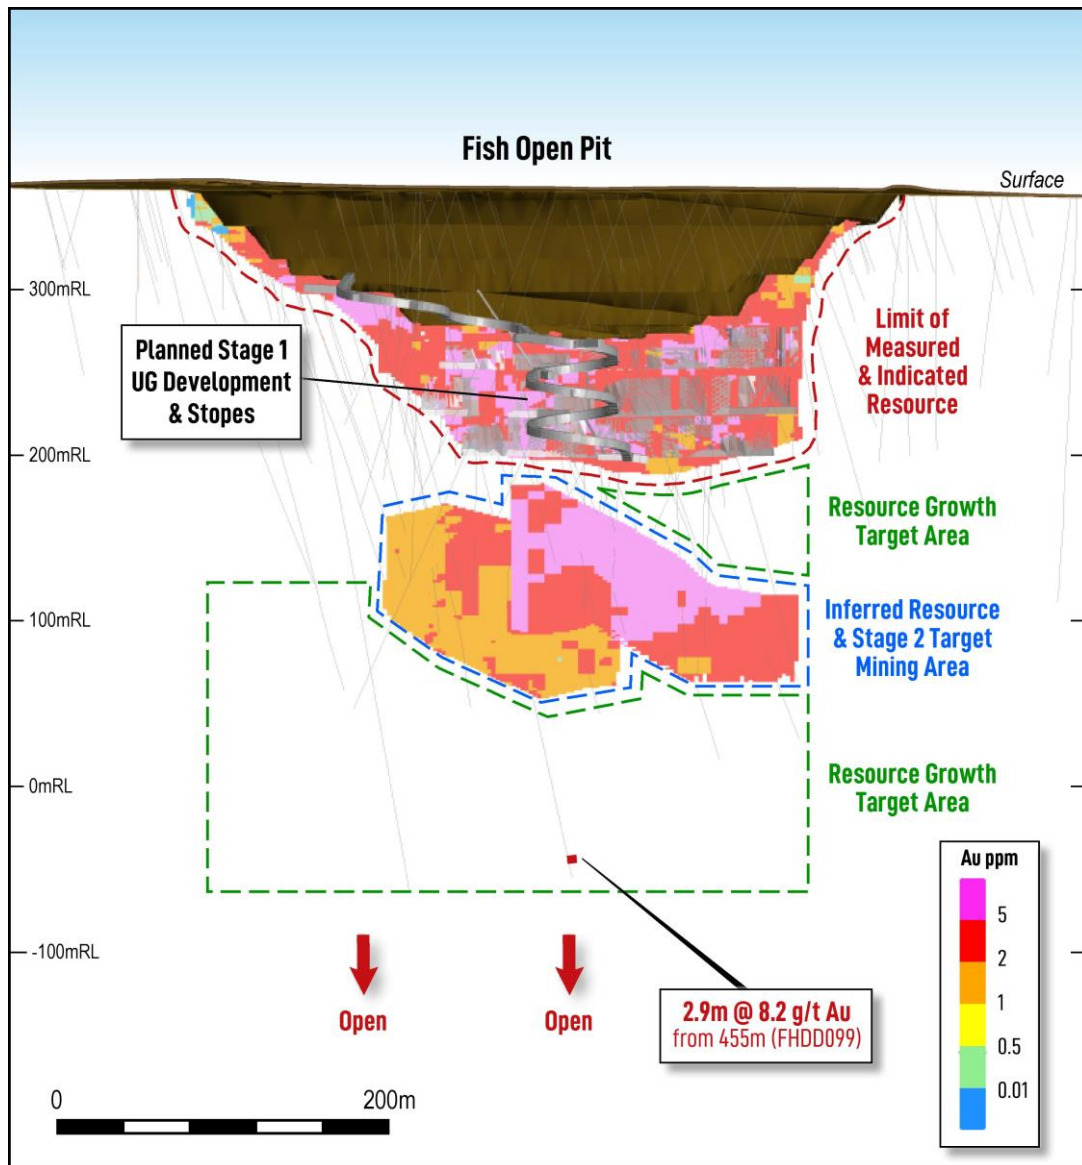 Fish Open Pit
Surface
300mRL
Planned Stage 1
UG Development
& Stopes
Limit of
Measured
& Indicated
Resource
200mRL
Resource Growth
Target Area
100mRL
Inferred Resource
& Stage 2 Target
Mining Area
0mRL
Resource Growth
Target Area
Au ppm
5
2
1
0.5
0.01
-100mRL
Open
Open
2.9m @ 8.2 g/t Au
from 455m (FHDD099)
0
200m